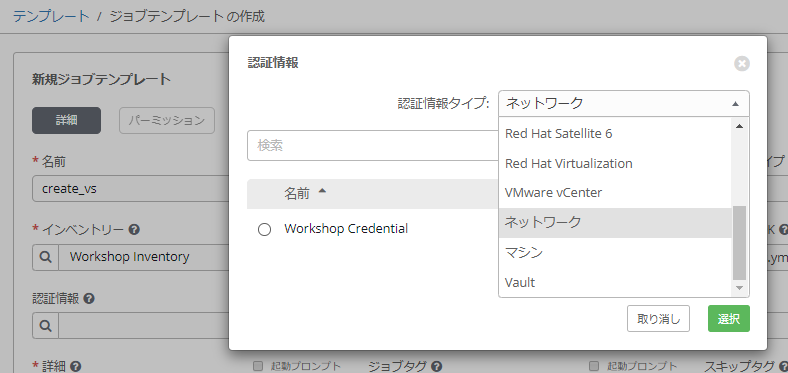 テンプレート / ジョブテンプレート の作成
新規ジョブテンプレート
詳細
パーミッション
* 名前
create_vs
* インベントリー
Workshop Inventory
認証情報
* 詳細
起動プロンプト
ジョブタグ
起動プロンプト
スキップタグ
イプ
K
.ym
認証情報
認証情報タイプ:
ネットワーク
検索
名前
Workshop Credential
Red Hat Satellite 6
Red Hat Virtualization
VMware vCenter
ネットワーク
マシン
Vault
取り消し
選択